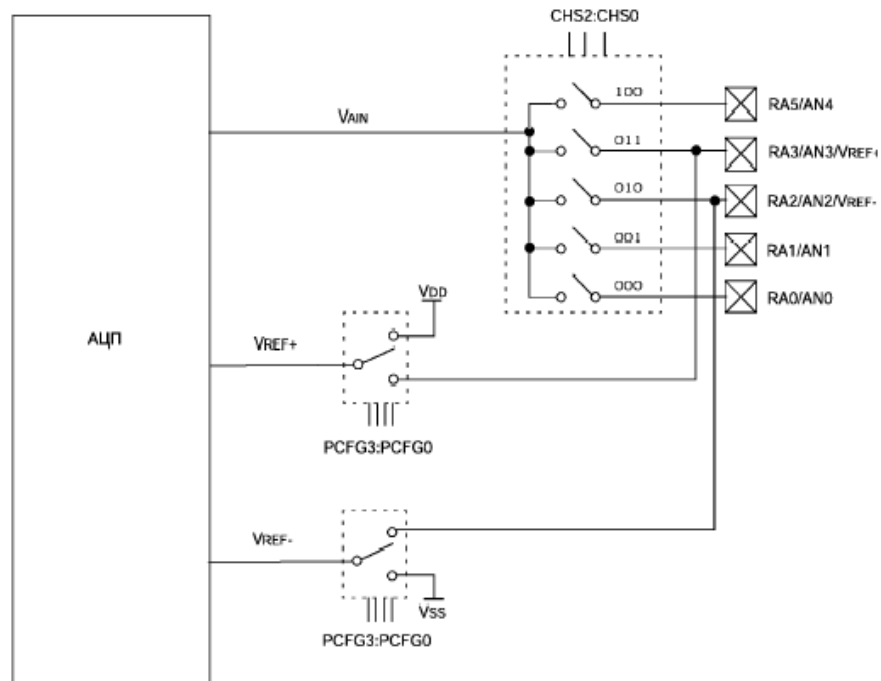 CHS2:CHS0
VAIN
100
RA5/AN4
011
RA3/AN3/VREF+
010
RA2/AN2/VREF-
001
RA1/AN1
000
RA0/AN0
VDD
АЦП
VREF+
PCFG3:PCFG0
VREF-
VSS
PCFG3:PCFG0